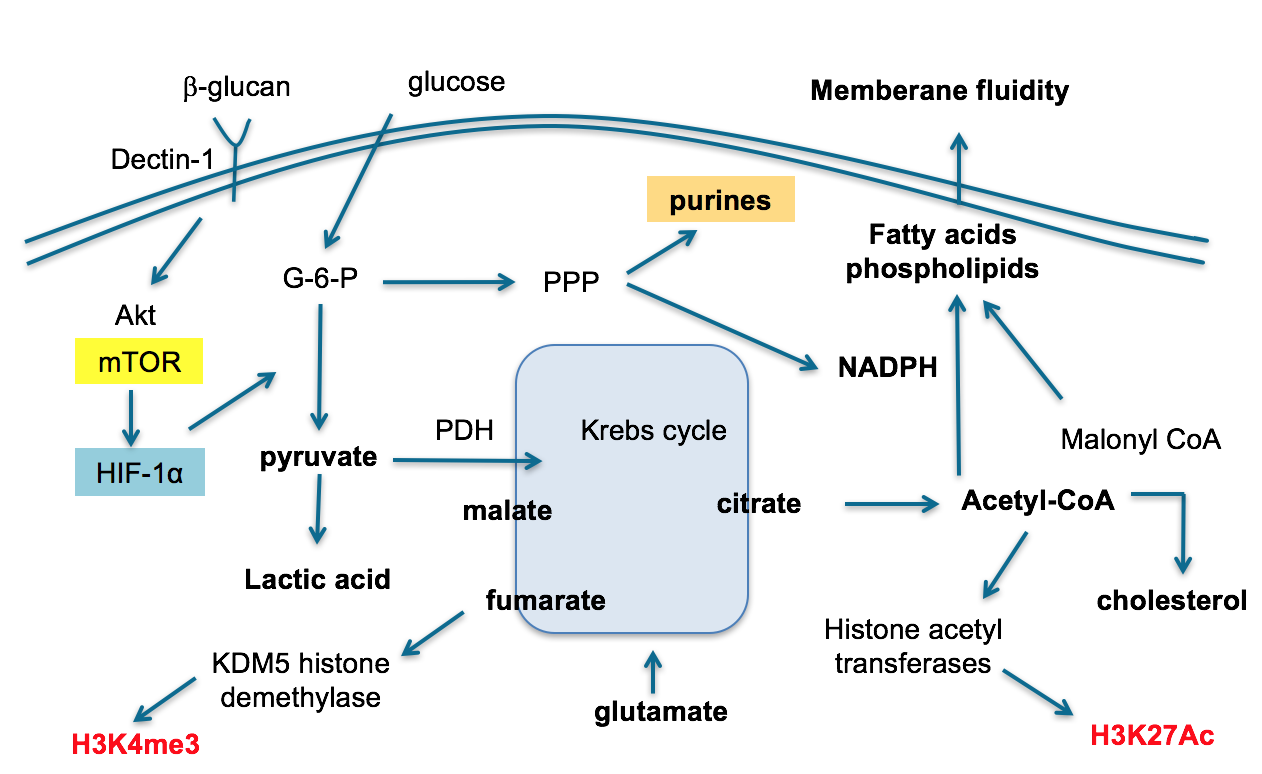 β-glucan
glucose
Memberane fluidity
Dectin-1
purines
Fatty acids
phospholipids
G-6-P
PPP
Akt
mTOR
NADPH
PDH
Krebs cycle
Malonyl CoA
pyruvate
HIF-1α
malate
citrate
Acetyl-CoA
Lactic acid
fumarate
cholesterol
Histone acetyl
transferases
KDM5 histone
demethylase
glutamate
H3K4me3
H3K27Ac